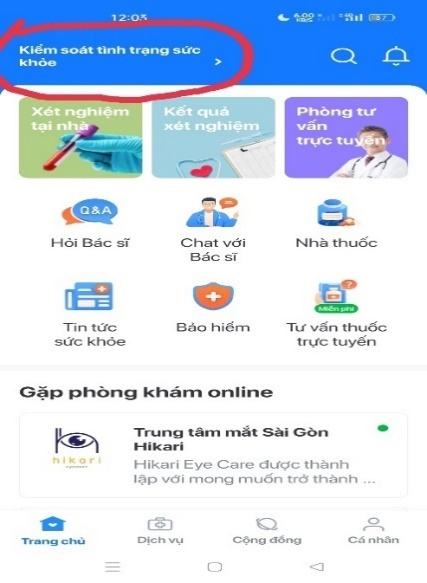 12:03
Kiểm soát tình trạng sức
khỏe
Xét nghiệm
tại nhà
Kết quả
xét nghiệm
Phòng tư
vấn
trực tuyến
Q&A
Hỏi Bác sĩ
Chat với
Bác sĩ
Nhà thuốc
Tin tức
sức khỏe
Bảo hiểm
Miễn phí
Tư vấn thuốc
trực tuyến
Gặp phòng khám online
hikari
Trung tâm mắt Sài Gòn
Hikari
Hikari Eye Care được thành
lập với mong muốn trở thành ...
Trang chủ
Dịch vụ
Cộng đồng
Cá nhân